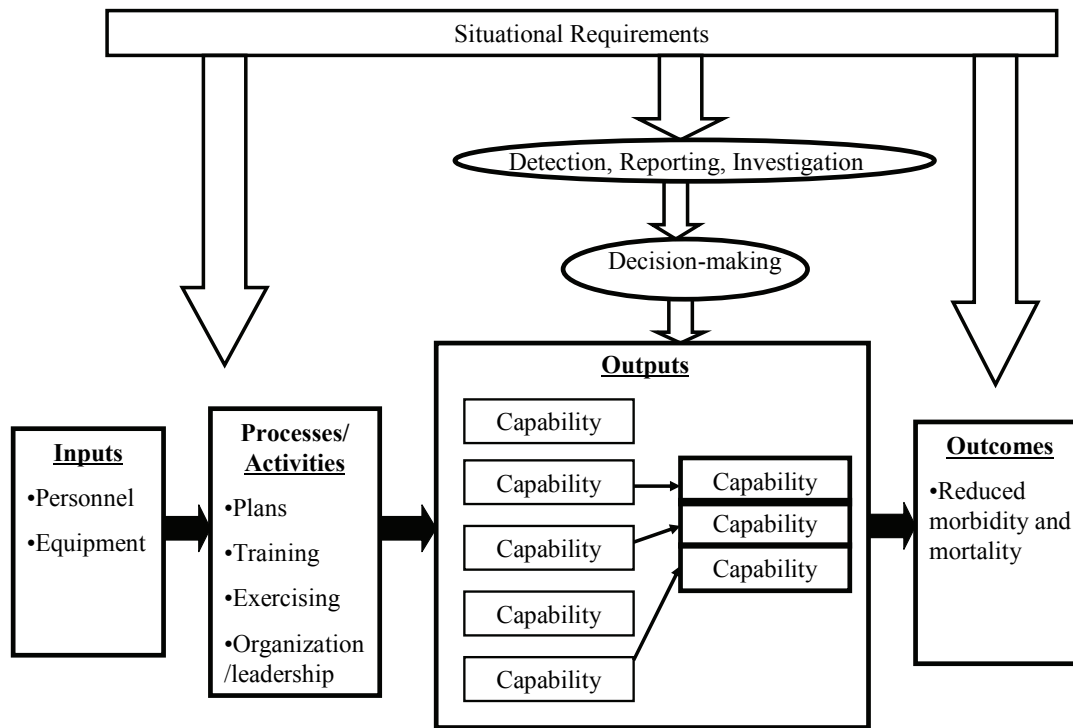 Situational Requirements
Detection, Reporting, Investigation
Decision-making
Inputs
•Personnel
•Equipment
Processes/
Activities
•Plans
•Training
•Exercising
•Organization
/leadership
Outputs
Capability
Capability
Capability
Capability
Capability
Capability
Capability
Capability
Outcomes
•Reduced
morbidity and
mortality